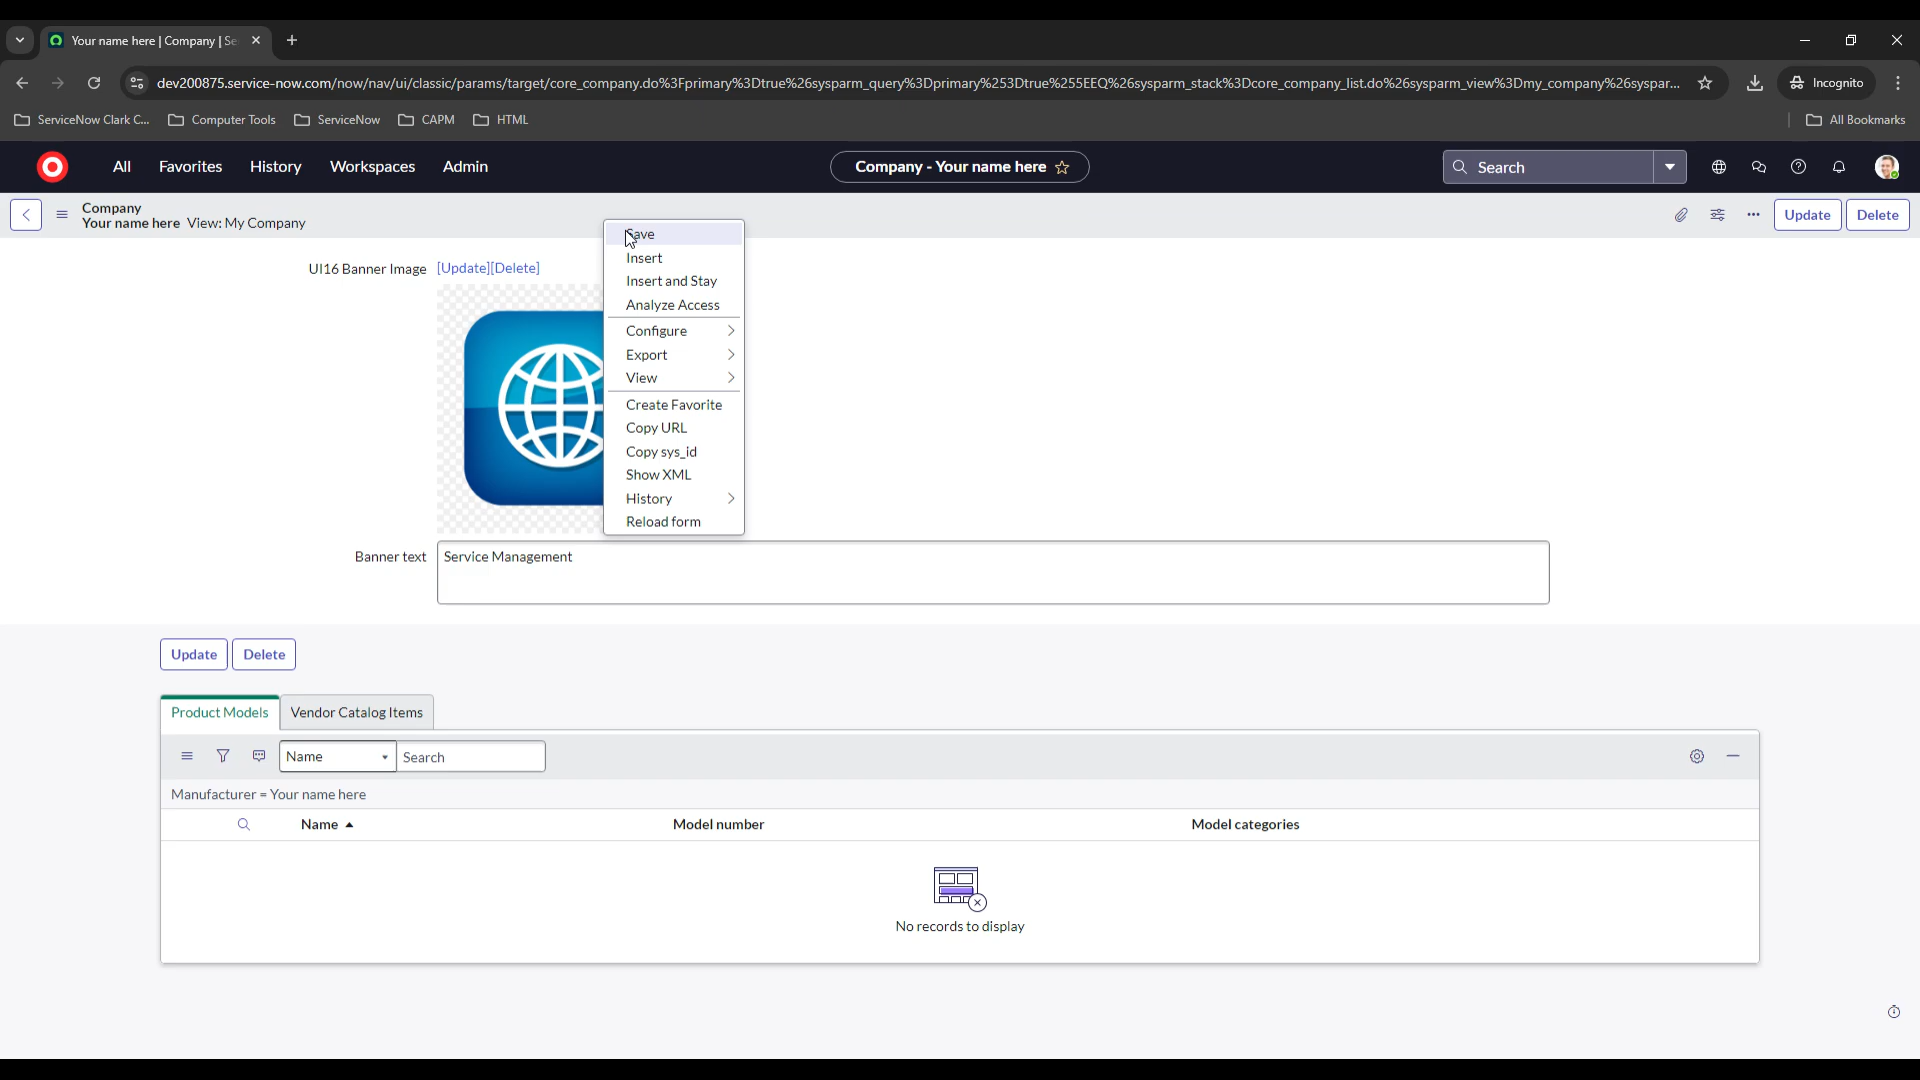 Your name here | Company | Se
dev200875.service-now.com/now/nav/ui/classic/params/target/core_company.do%3Fprimary%3Dtrue%26sysparm_query%3Dprimary%253Dtrue%255EEQ%26sysparm_stack%3Dcore_company_list.do%26sysparm_view%3Dmy_company%26syspar...
Incognito
ServiceNow Clark C...
Computer Tools
ServiceNow
CAPM
HTML
All Bookmarks
All
Favorites
History
Workspaces
Admin
Company - Your name here
Search
Company
Your name here View: My Company
Update
Delete
UI16 Banner Image [Update][Delete]
Save
Insert
Insert and Stay
Analyze Access
Configure
Export
View
Create Favorite
Copy URL
Copy sys_id
Show XML
History
Reload form
Banner text
Service Management
Update
Delete
Product Models
Vendor Catalog Items
Name
Search
Manufacturer = Your name here
Name
Model number
Model categories
No records to display